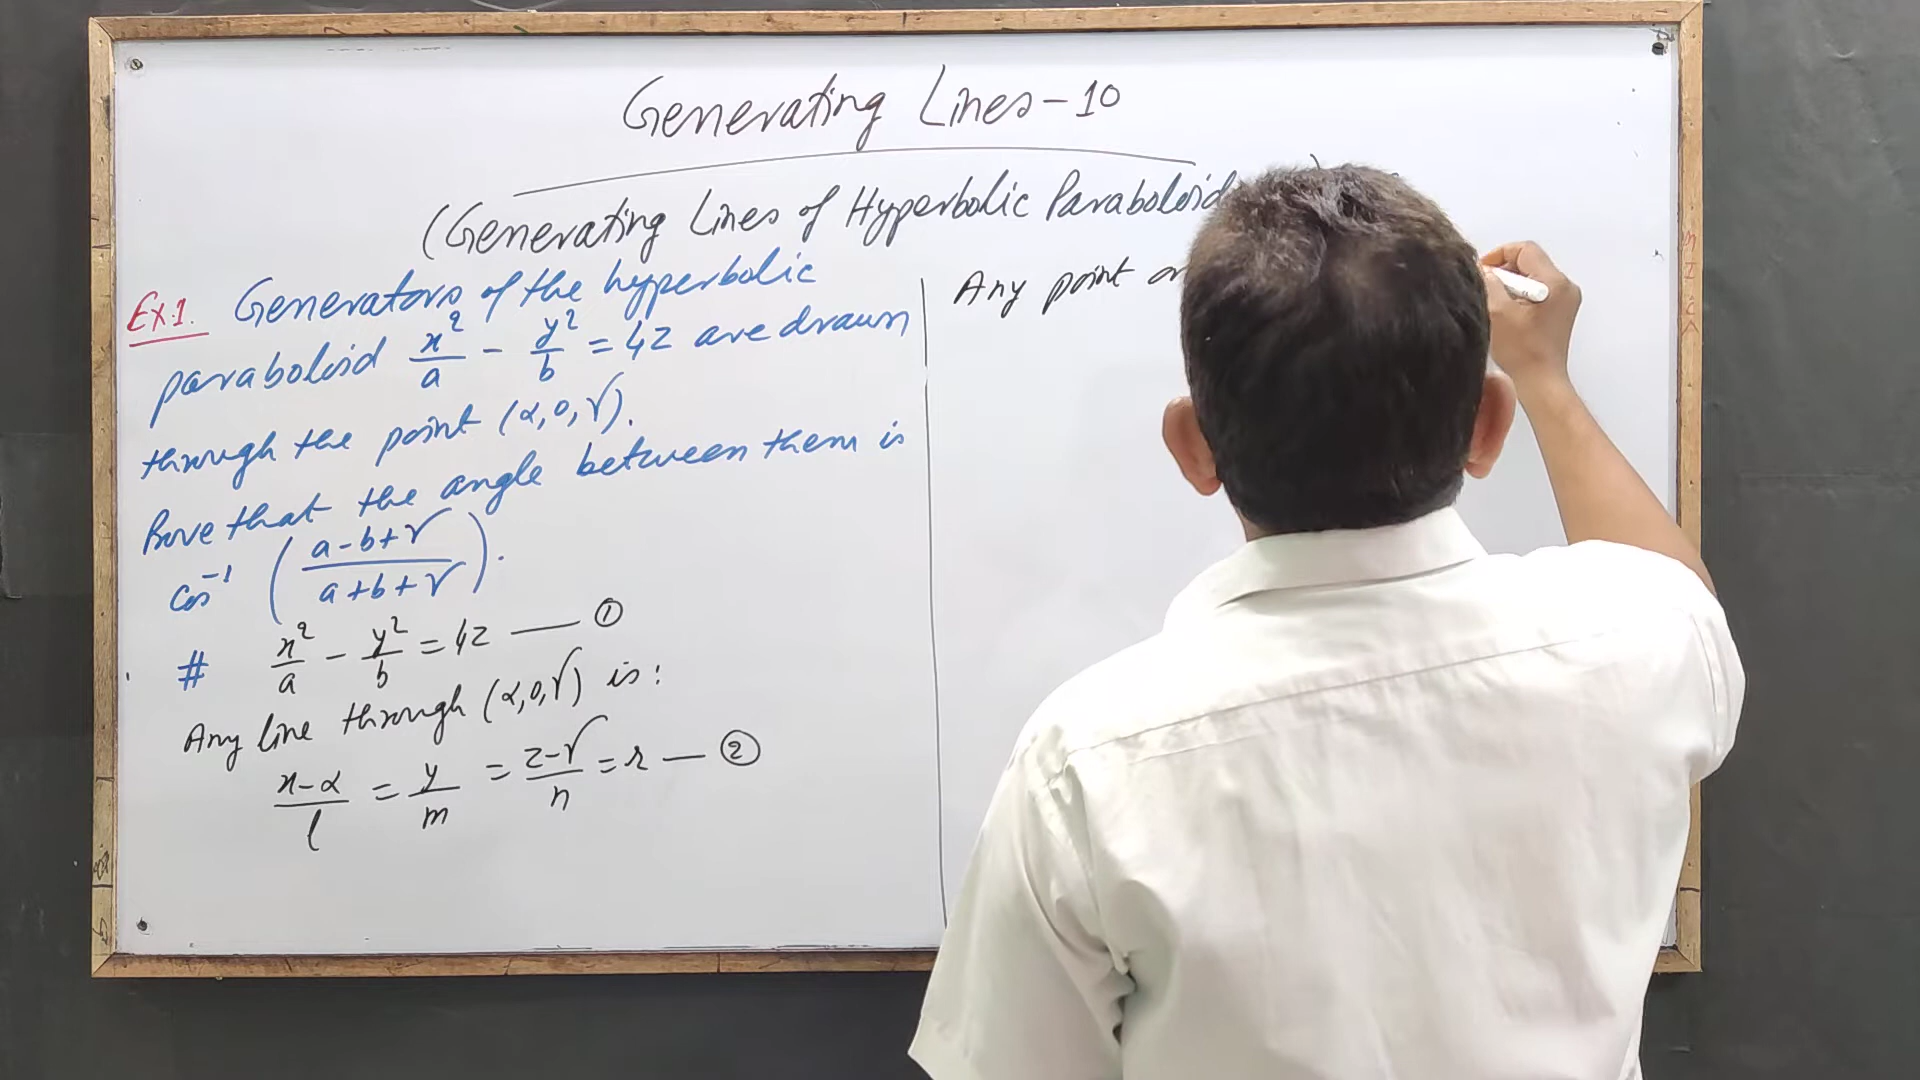 Generating Lines-10
(Generating Lines of Hyperbolic Paraboloid
Ex.1. Generators of the hyperbolic
paraboloid x²/a - y²/b = 4z are drawn
through the point (α, 0, γ).
Prove that the angle between them is
cos⁻¹ ( (a-b+γ)/(a+b+γ) ).
# x²/a - y²/b = 4z — ①
Any line through (α, 0, γ) is:
(x-α)/l = y/m = (z-γ)/n = r — ②
Any point